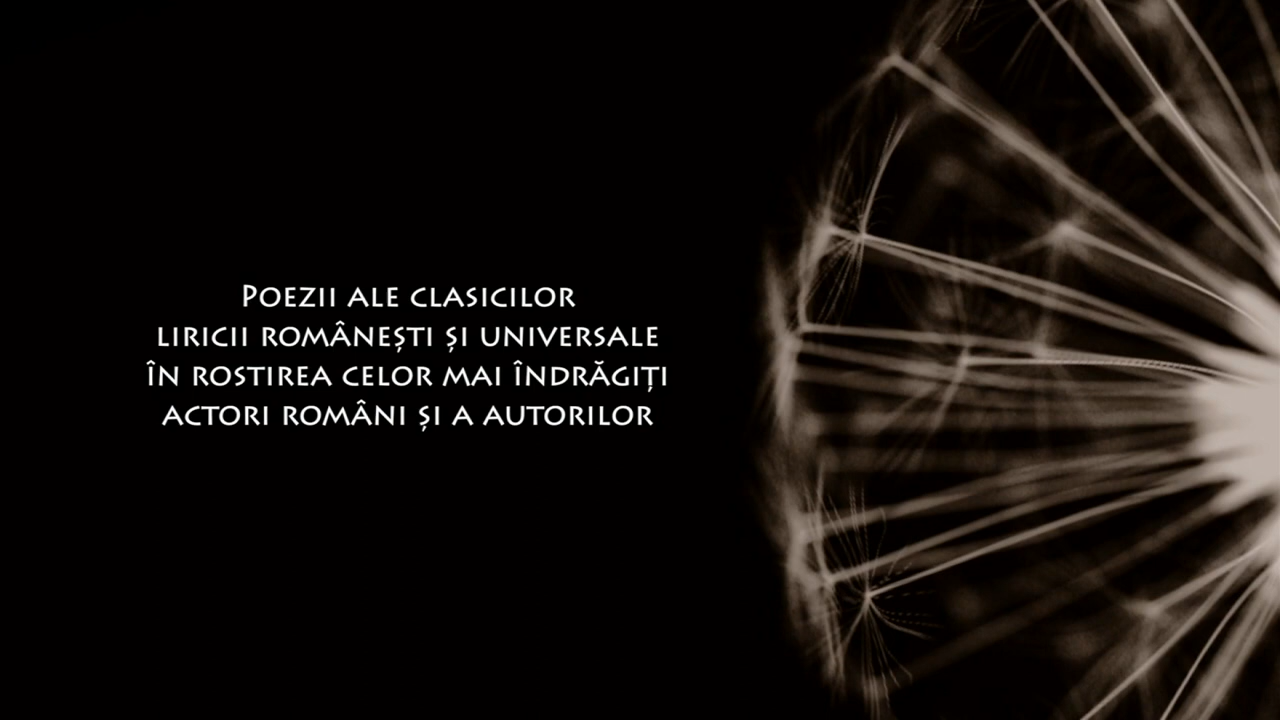 Poezii ale clasicilor
liricii românești și universale
în rostirea celor mai îndrăgiți
actori români și a autorilor